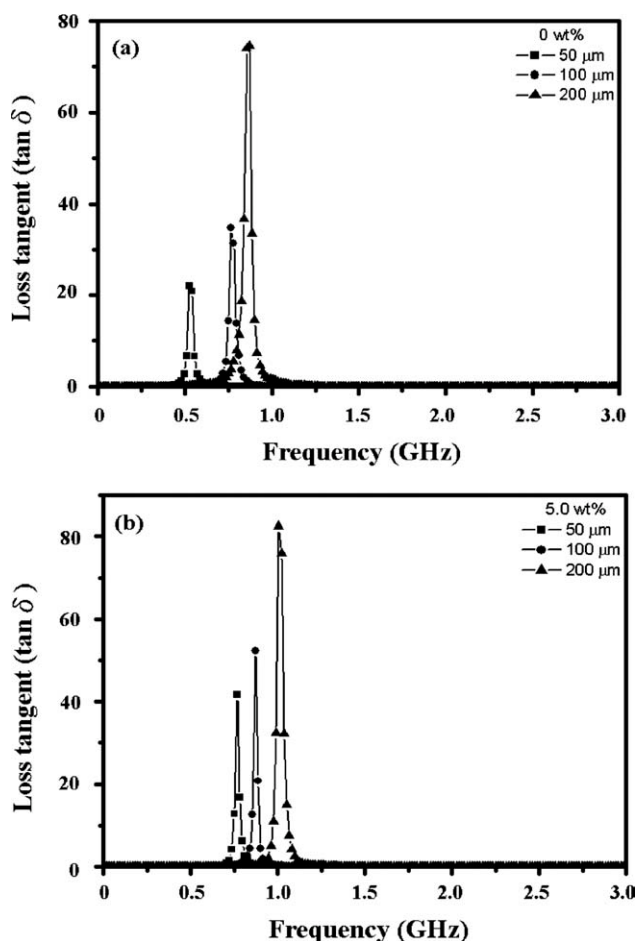 (a)
0 wt%
50 μm
100 μm
200 μm
80
60
40
20
0
Loss tangent (tan δ)
0 0.5 1.0 1.5 2.0 2.5 3.0
Frequency (GHz)
(b)
5.0 wt%
50 μm
100 μm
200 μm
80
60
40
20
0
Loss tangent (tan δ)
0 0.5 1.0 1.5 2.0 2.5 3.0
Frequency (GHz)